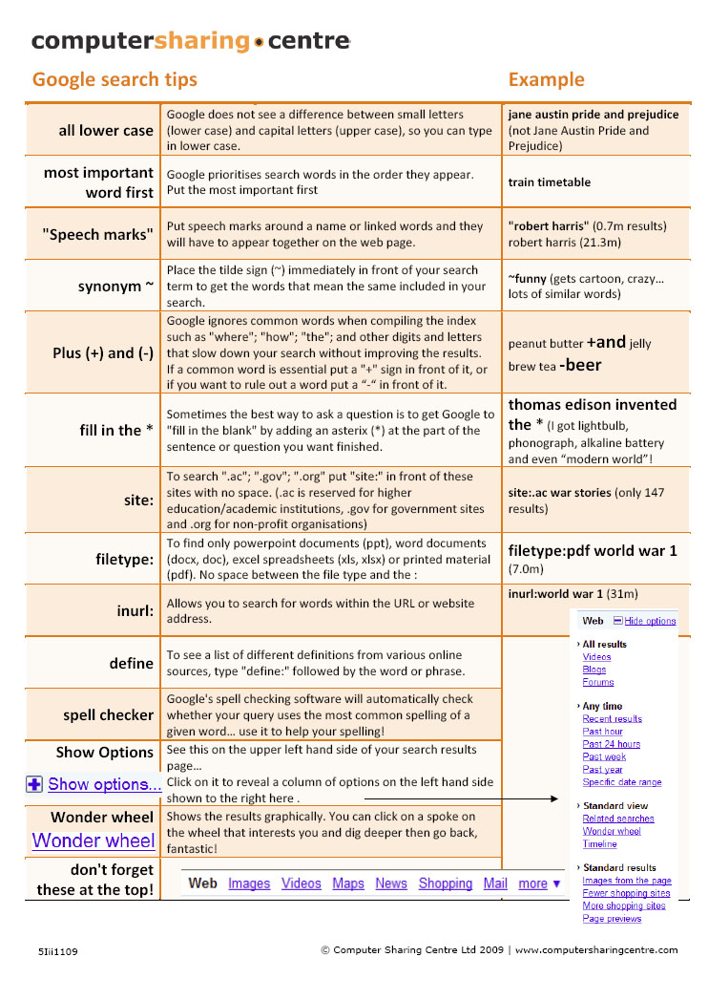 computersharing•centre
Google search tips Example
all lower case
Google does not see a difference between small letters
(lower case) and capital letters (upper case), so you can type
in lower case.
jane austin pride and prejudice
(not Jane Austin Pride and
Prejudice)
most important
word first
Google prioritises search words in the order they appear.
Put the most important first
train timetable
"Speech marks"
Put speech marks around a name or linked words and they
will have to appear together on the web page.
"robert harris" (0.7m results)
robert harris (21.3m)
synonym ~
Place the tilde sign (~) immediately in front of your search
term to get the words that mean the same included in your
search.
~funny (gets cartoon, crazy…
lots of similar words)
Plus (+) and (-)
Google ignores common words when compiling the index
such as "where"; "how"; "the"; and other digits and letters
that slow down your search without improving the results.
If a common word is essential put a "+" sign in front of it, or
if you want to rule out a word put a “-“ in front of it.
peanut butter +and jelly
brew tea -beer
fill in the *
Sometimes the best way to ask a question is to get Google to
"fill in the blank" by adding an asterix (*) at the part of the
sentence or question you want finished.
thomas edison invented
the * (I got lightbulb,
phonograph, alkaline battery
and even “modern world”!
site:
To search ".ac"; ".gov"; ".org" put "site:" in front of these
sites with no space. (.ac is reserved for higher
education/academic institutions, .gov for government sites
and .org for non-profit organisations)
site:.ac war stories (only 147
results)
filetype:
To find only powerpoint documents (ppt), word documents
(docx, doc), excel spreadsheets (xls, xlsx) or printed material
(pdf). No space between the file type and the :
filetype:pdf world war 1
(7.0m)
inurl:
Allows you to search for words within the URL or website
address.
inurl:world war 1 (31m)
define
To see a list of different definitions from various online
sources, type "define:" followed by the word or phrase.
spell checker
Google's spell checking software will automatically check
whether your query uses the most common spelling of a
given word… use it to help your spelling!
Show Options
Show options...
See this on the upper left hand side of your search results
page…
Click on it to reveal a column of options on the left hand side
shown to the right here .
Wonder wheel
Wonder wheel
Shows the results graphically. You can click on a spoke on
the wheel that interests you and dig deeper then go back,
fantastic!
don't forget
these at the top!
Web Images Videos Maps News Shopping Mail more ▼
Web Hide options
All results
Videos
Blogs
Forums
Any time
Recent results
Past hour
Past 24 hours
Past week
Past year
Specific date range
Standard view
Related searches
Wonder wheel
Timeline
Standard results
Images from the page
Fewer shopping sites
More shopping sites
Page previews
5Iii1109
© Computer Sharing Centre Ltd 2009 | www.computersharingcentre.com